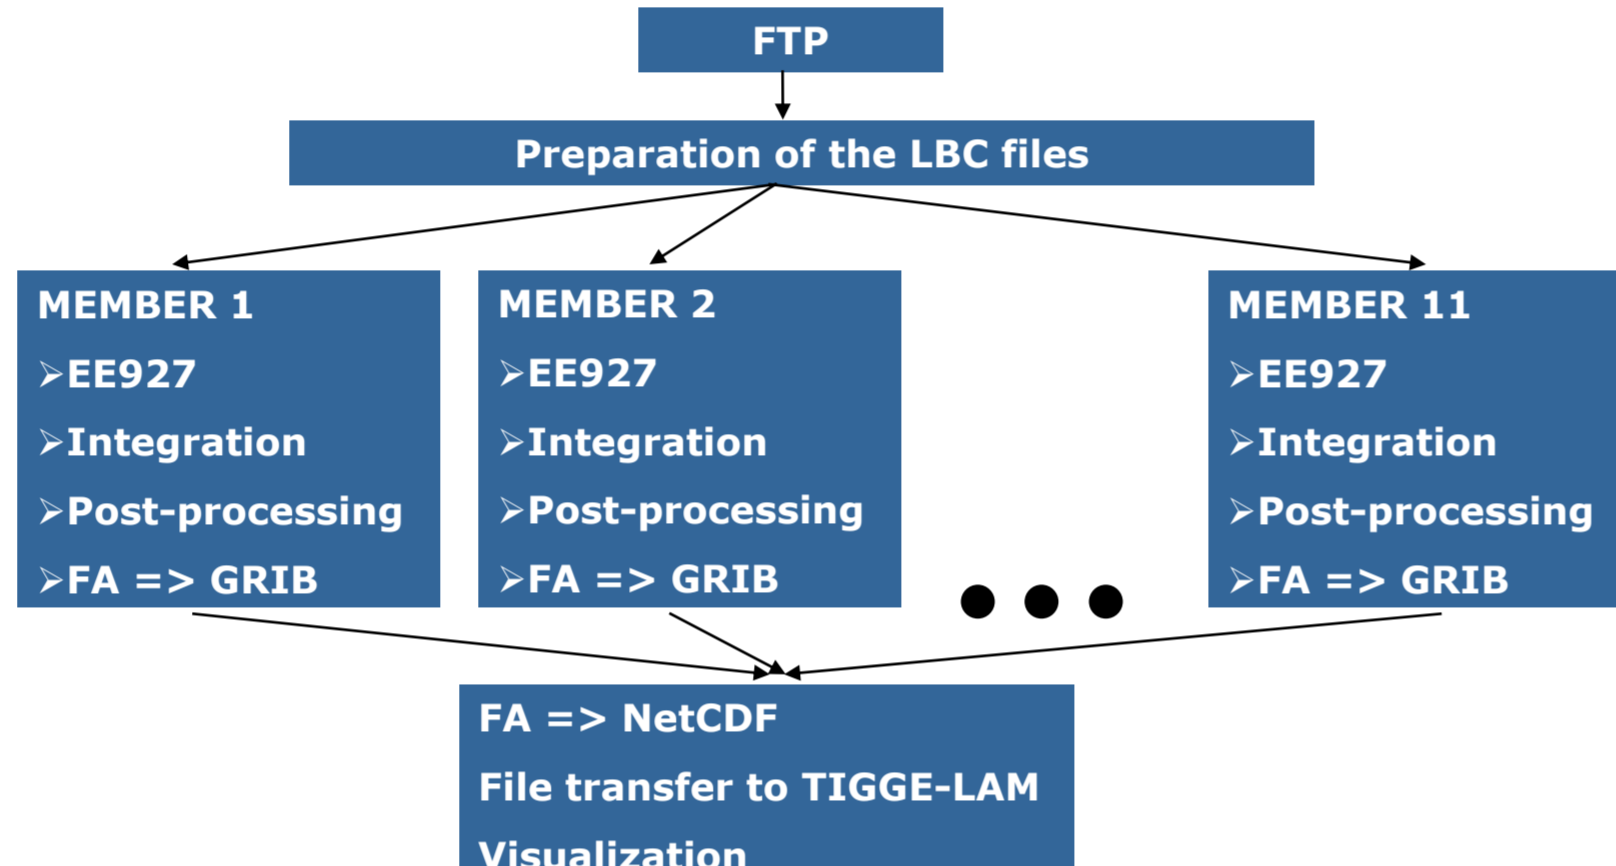 FTP
Preparation of the LBC files
MEMBER 1
➢EE927
➢Integration
➢Post-processing
➢FA => GRIB
MEMBER 2
➢EE927
➢Integration
➢Post-processing
➢FA => GRIB
MEMBER 11
➢EE927
➢Integration
➢Post-processing
➢FA => GRIB
FA => NetCDF
File transfer to TIGGE-LAM
Visualization